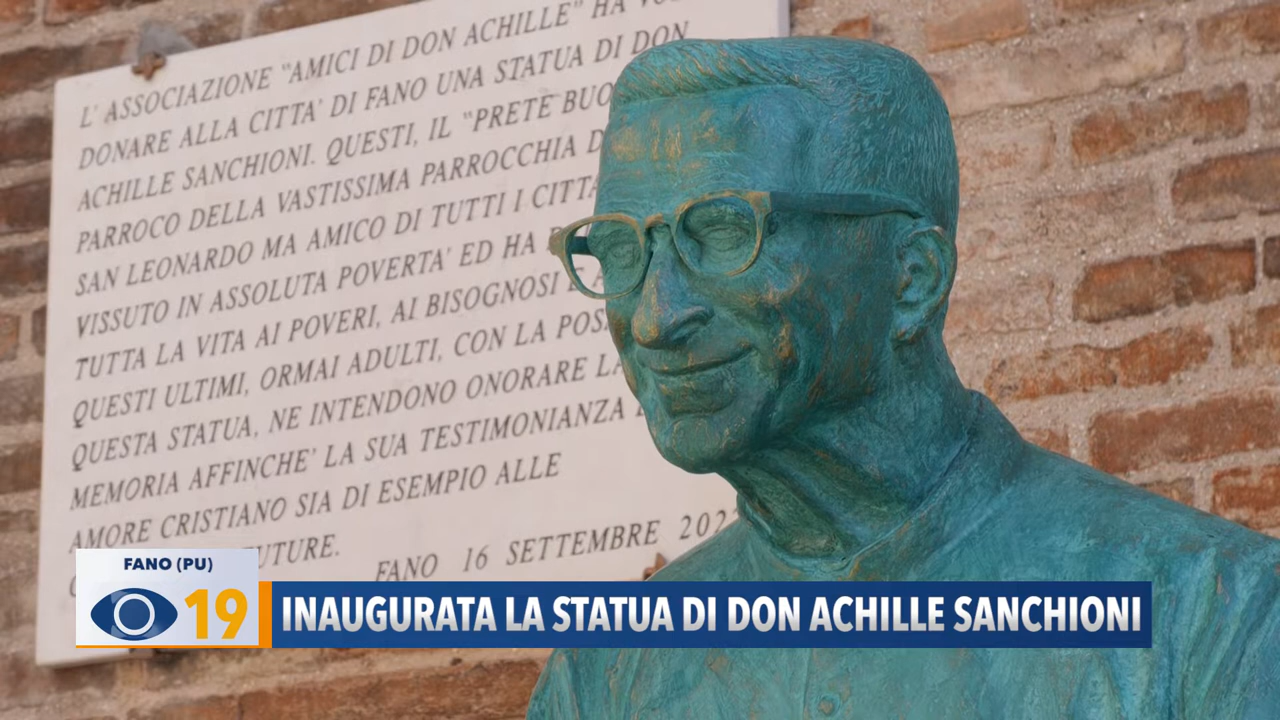 L' ASSOCIAZIONE "AMICI DI DON ACHILLE" HA
DONARE ALLA CITTA' DI FANO UNA STATUA DI DON
ACHILLE SANCHIONI. QUESTI, IL "PRETE
PARROCO DELLA VASTISSIMA PARROCCHIA
SAN LEONARDO MA AMICO DI TUTTI I
VISSUTO IN ASSOLUTA POVERTA' ED HA
TUTTA LA VITA AI POVERI, AI BISOGNOSI
QUESTI ULTIMI, ORMAI ADULTI, CON LA
QUESTA STATUA, NE INTENDONO ONORARE
MEMORIA AFFINCHE' LA SUA TESTIMONIANZA
AMORE CRISTIANO SIA DI ESEMPIO ALLE
FUTURE.
FANO 16 SETTEMBRE
FANO (PU)
19
INAUGURATA LA STATUA DI DON ACHILLE SANCHIONI